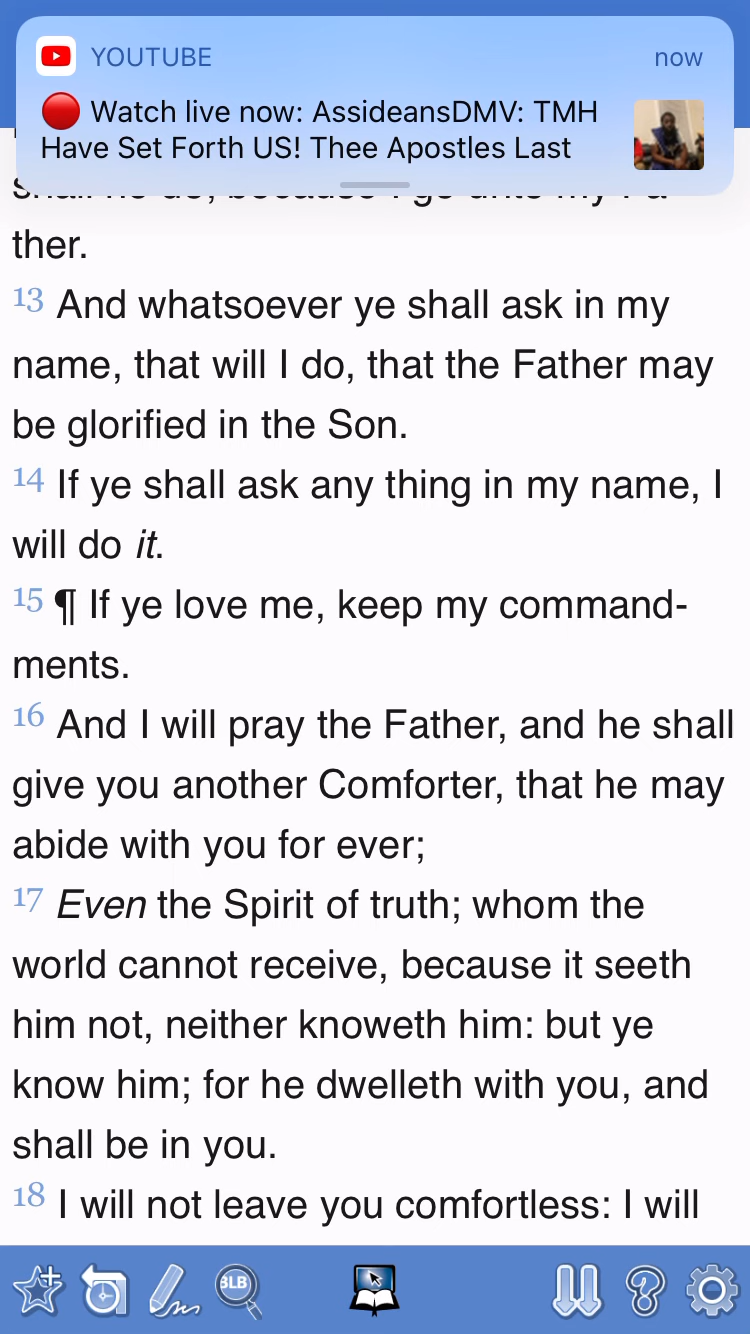 YOUTUBE now
🔴 Watch live now: AssideansDMV: TMH
Have Set Forth US! Thee Apostles Last
ther.
13 And whatsoever ye shall ask in my
name, that will I do, that the Father may
be glorified in the Son.
14 If ye shall ask any thing in my name, I
will do it.
15 ¶ If ye love me, keep my command-
ments.
16 And I will pray the Father, and he shall
give you another Comforter, that he may
abide with you for ever;
17 Even the Spirit of truth; whom the
world cannot receive, because it seeth
him not, neither knoweth him: but ye
know him; for he dwelleth with you, and
shall be in you.
18 I will not leave you comfortless: I will
BLB